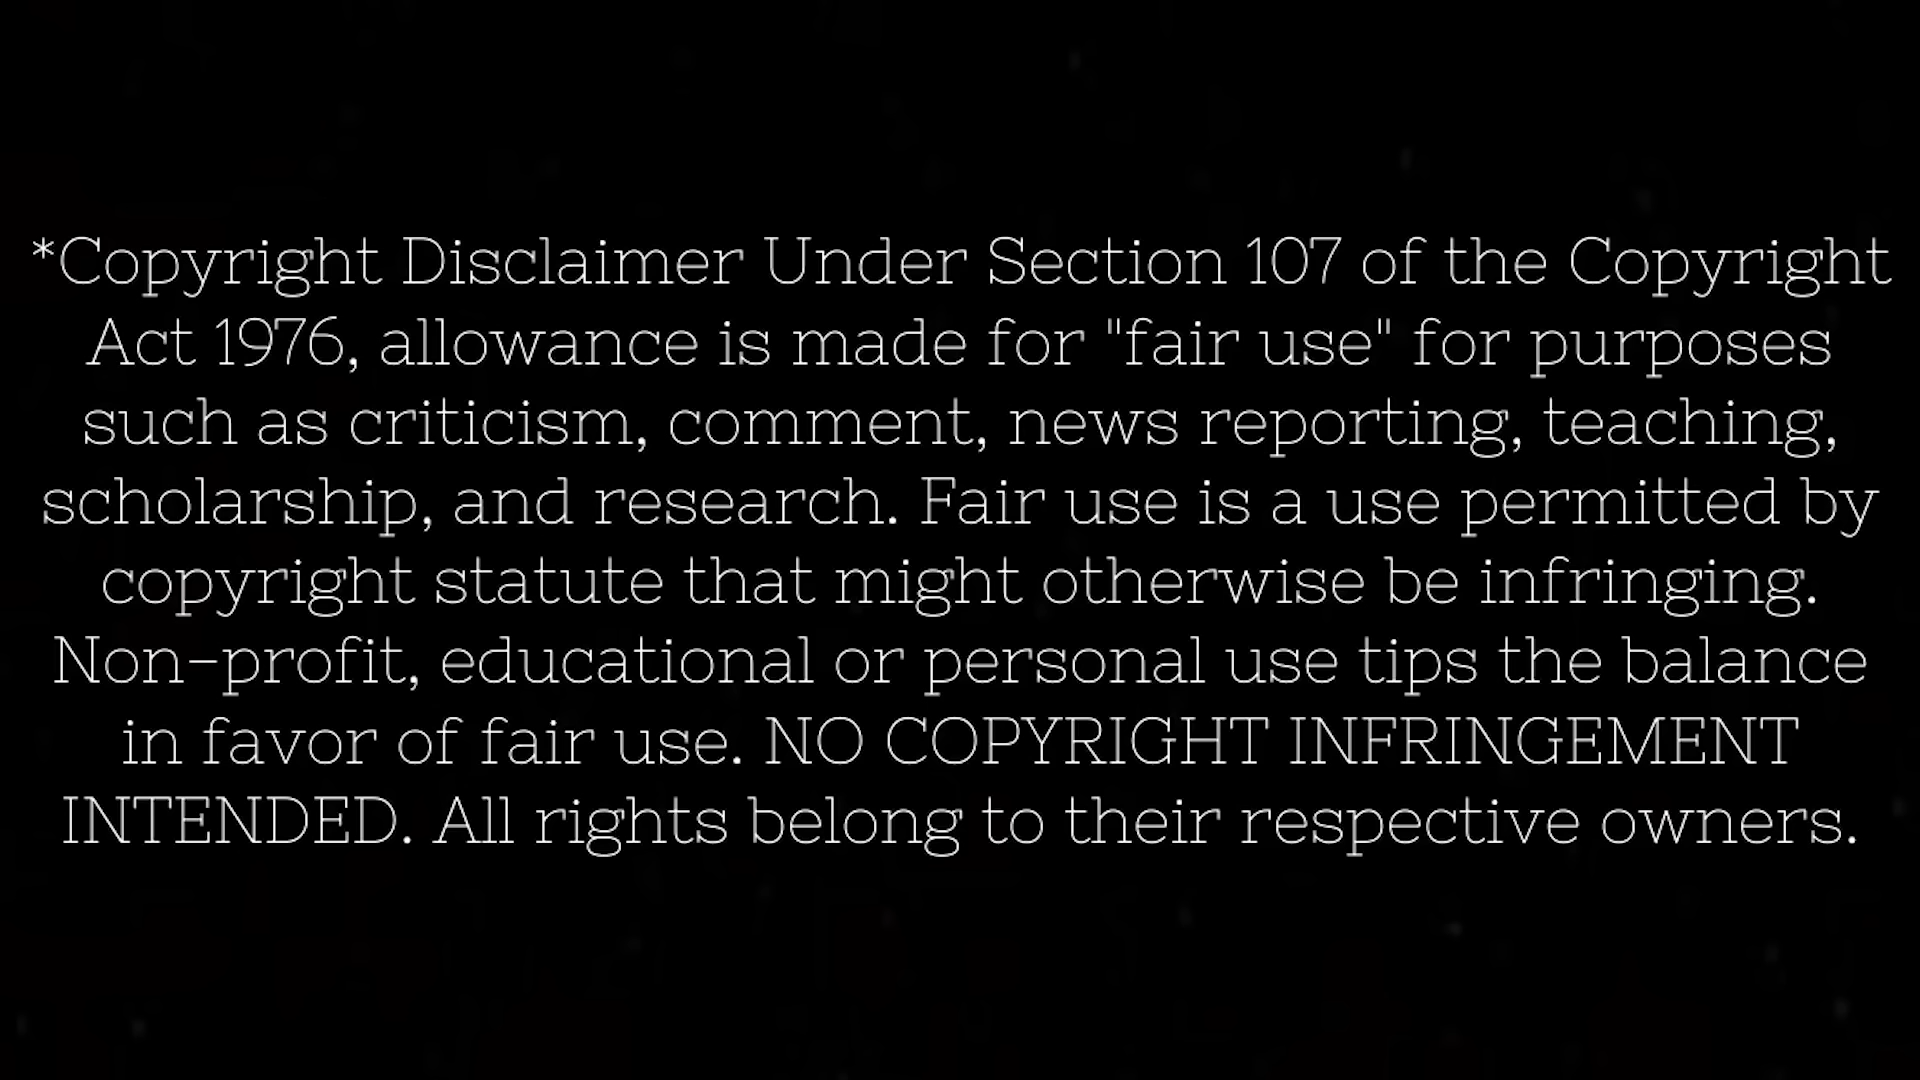 *Copyright Disclaimer Under Section 107 of the Copyright
Act 1976, allowance is made for "fair use" for purposes
such as criticism, comment, news reporting, teaching,
scholarship, and research. Fair use is a use permitted by
copyright statute that might otherwise be infringing.
Non-profit, educational or personal use tips the balance
in favor of fair use. NO COPYRIGHT INFRINGEMENT
INTENDED. All rights belong to their respective owners.